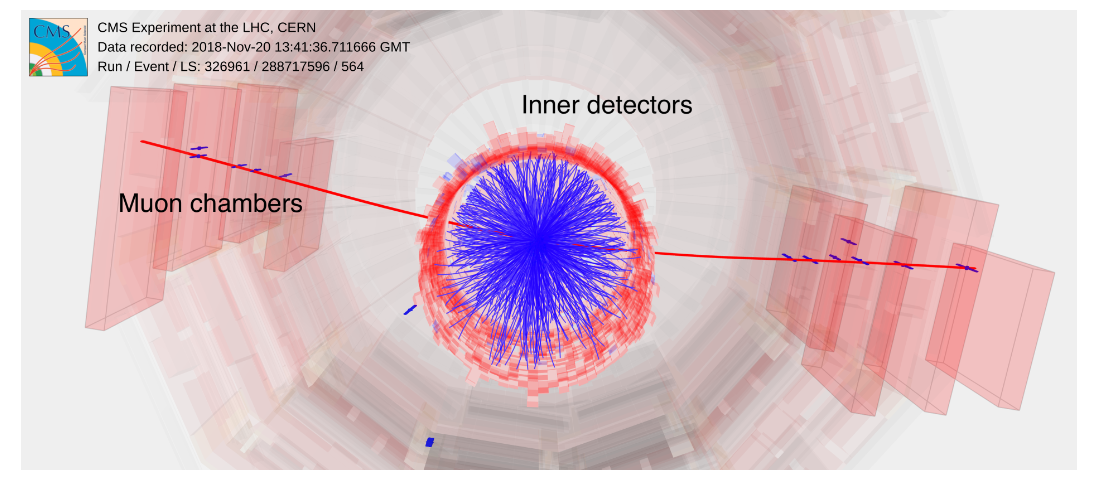 CMS
CMS Experiment at the LHC, CERN
Data recorded: 2018-Nov-20 13:41:36.711666 GMT
Run / Event / LS: 326961 / 288717596 / 564
Inner detectors
Muon chambers